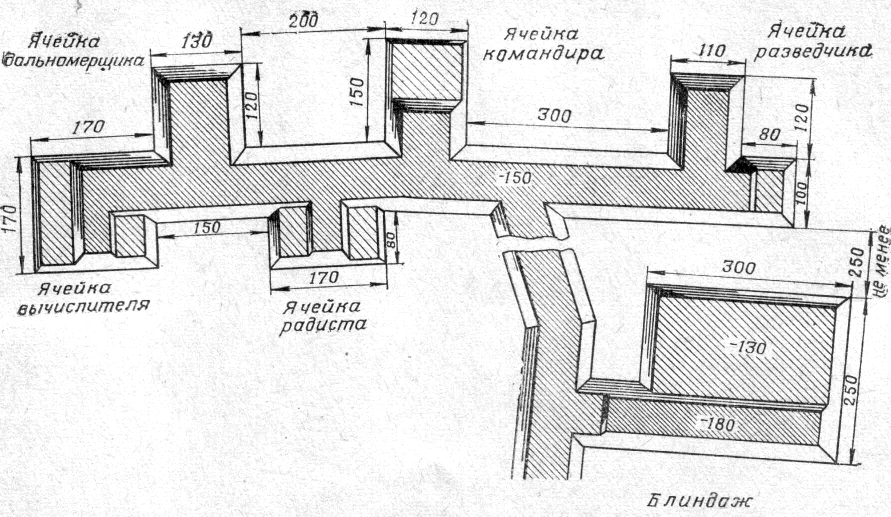 Ячейка
дальномерщика
130
200
120
Ячейка
командира
Ячейка
разведчика
110
170
120
150
300
120
80
170
-150
100
150
80
170
Ячейка
вычислителя
Ячейка
радиста
250
не менее
300
-130
250
-180
Блиндаж